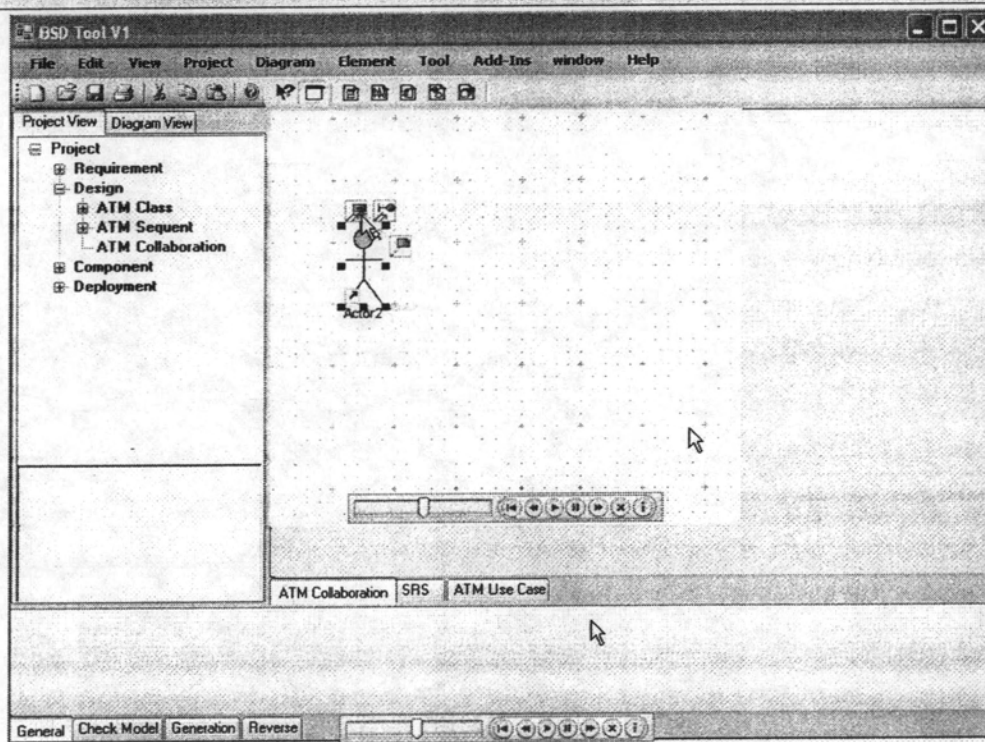 BSD Tool V1
File Edit View Project Diagram Element Tool Add-Ins window Help
Project View Diagram View
Project
Requirement
Design
ATM Class
ATM Sequent
ATM Collaboration
Component
Deployment
Actor2
ATM Collaboration SRS ATM Use Case
General Check Model Generation Reverse